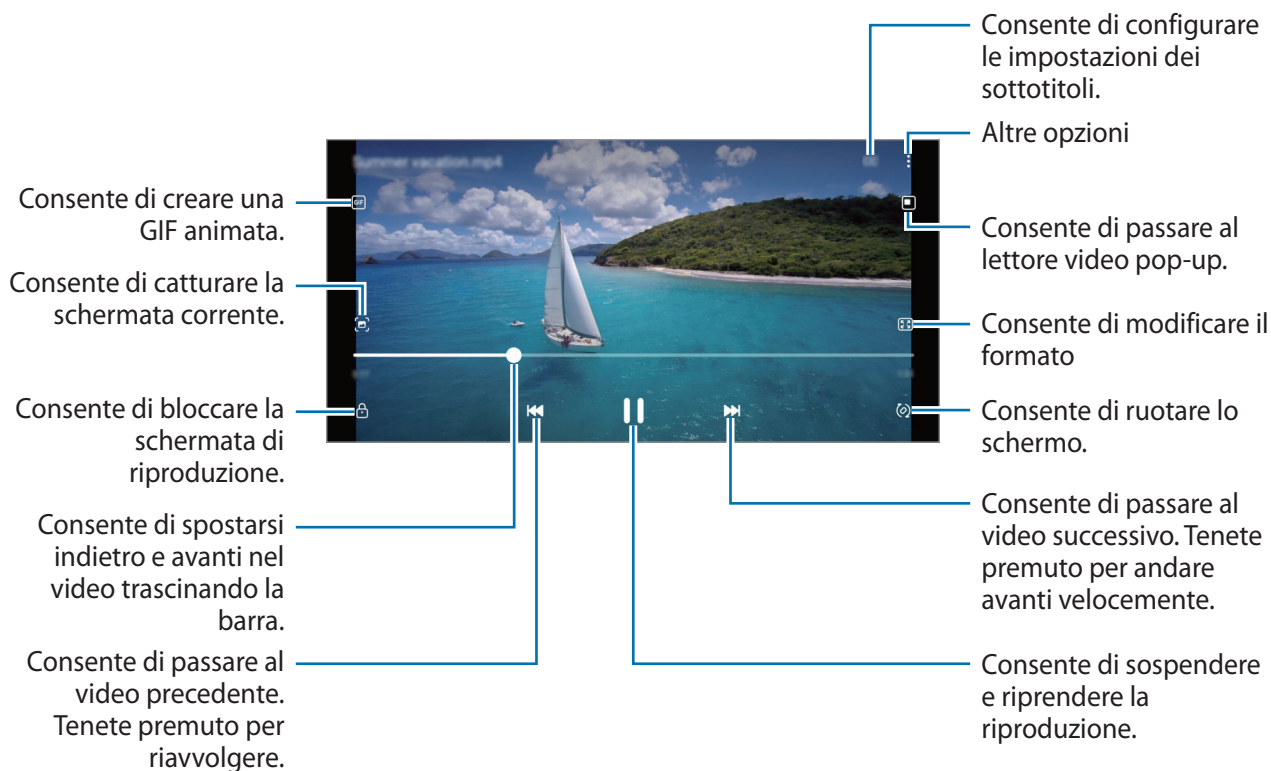 Consente di configurare
le impostazioni dei
sottotitoli.
Altre opzioni
Summer vacation.mp4
Consente di creare una
GIF animata.
GIF
Consente di passare al
lettore video pop-up.
Consente di catturare la
schermata corrente.
Consente di modificare il
formato
Consente di bloccare la
schermata di
riproduzione.
Consente di ruotare lo
schermo.
Consente di spostarsi
indietro e avanti nel
video trascinando la
barra.
Consente di passare al
video successivo. Tenete
premuto per andare
avanti velocemente.
Consente di passare al
video precedente.
Tenete premuto per
riavvolgere.
Consente di sospendere
e riprendere la
riproduzione.